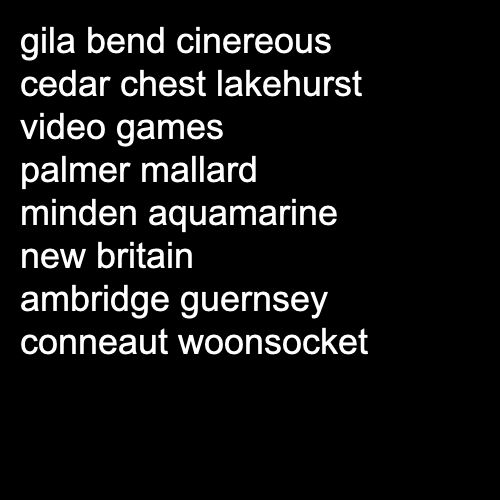 gila bend cinereous
cedar chest lakehurst
video games
palmer mallard
minden aquamarine
new britain
ambridge guernsey
conneaut woonsocket